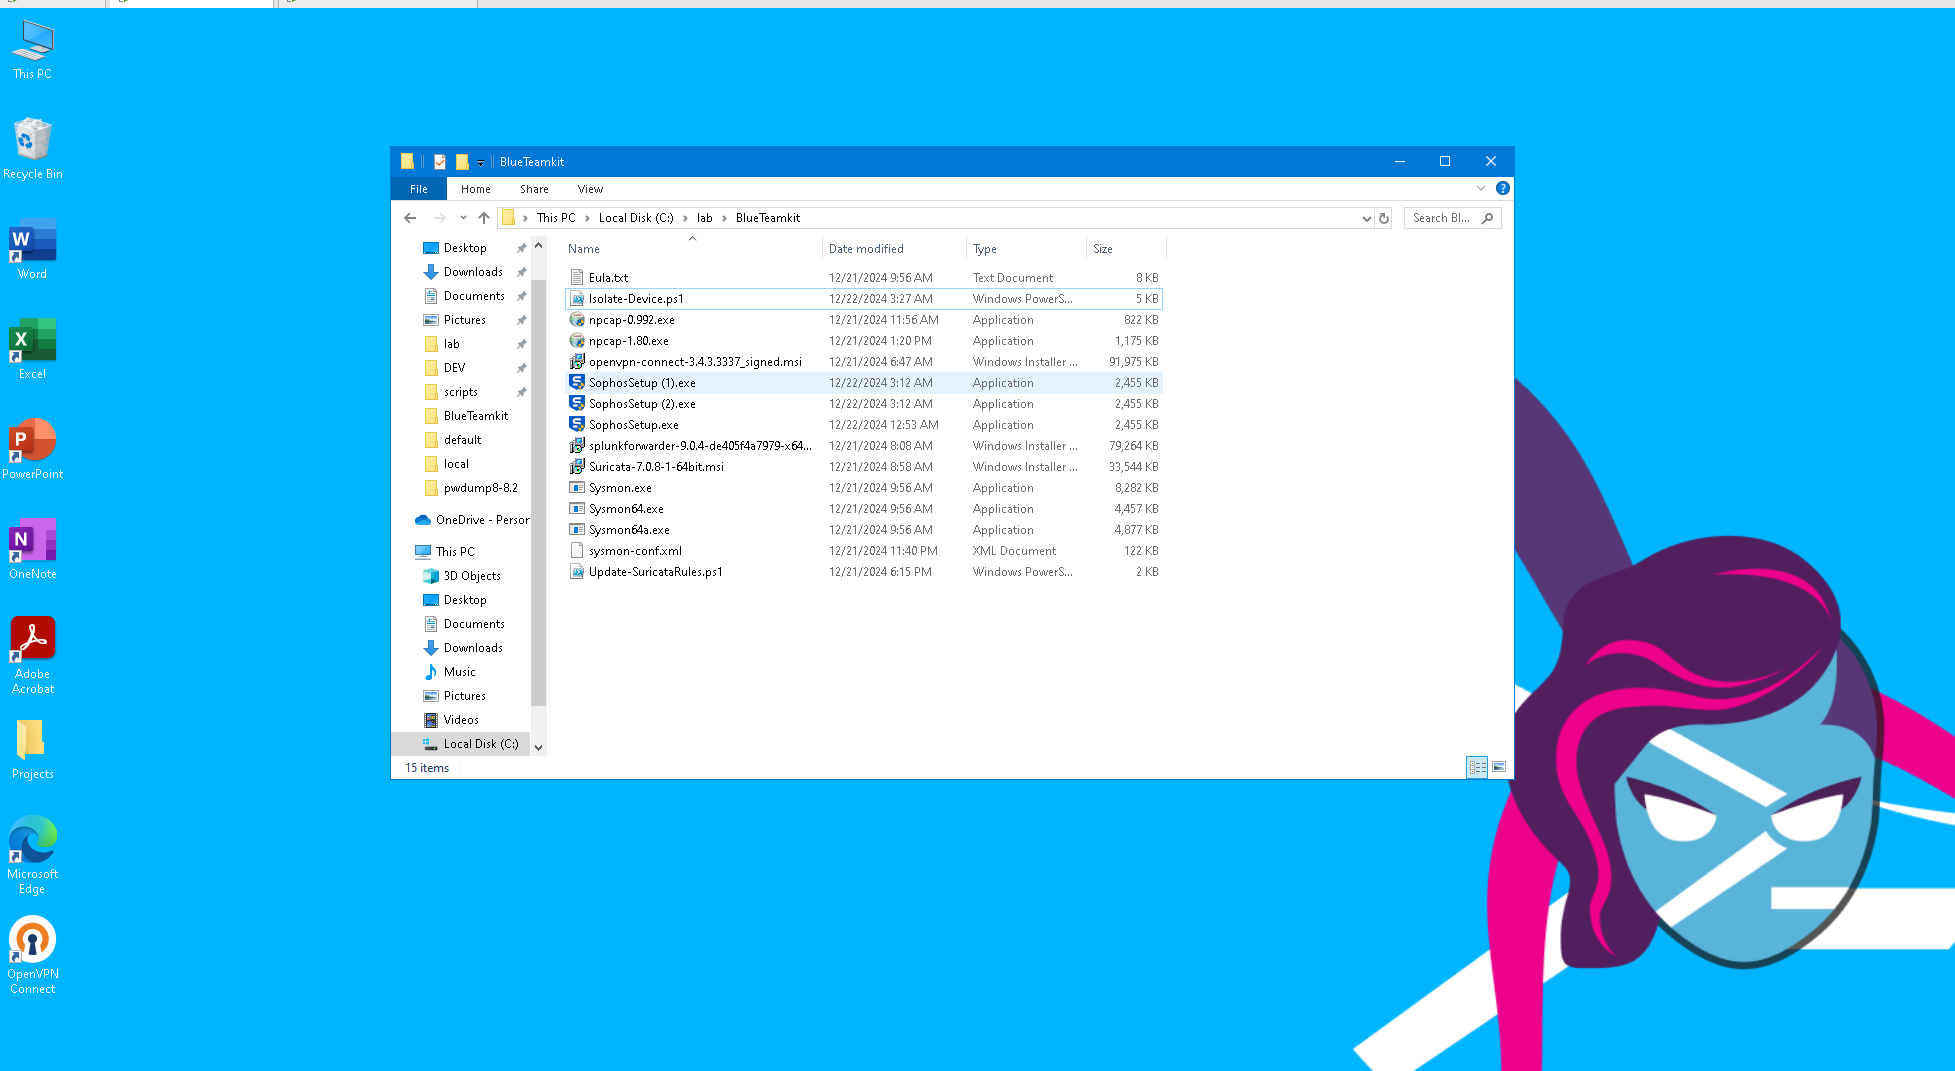 BlueTeamkit
File Home Share View
This PC Local Disk (C:) lab BlueTeamkit
Search Bl...
Name Date modified Type Size
Eula.txt 12/21/2024 9:56 AM Text Document 8 KB
Isolate-Device.ps1 12/22/2024 3:27 AM Windows PowerS... 5 KB
npcap-0.992.exe 12/21/2024 11:56 AM Application 822 KB
npcap-1.80.exe 12/21/2024 1:20 PM Application 1,175 KB
openvpn-connect-3.4.3.3337_signed.msi 12/21/2024 6:47 AM Windows Installer ... 91,975 KB
SophosSetup (1).exe 12/22/2024 3:12 AM Application 2,455 KB
SophosSetup (2).exe 12/22/2024 3:12 AM Application 2,455 KB
SophosSetup.exe 12/22/2024 12:53 AM Application 2,455 KB
splunkforwarder-9.0.4-de405f4a7979-x64... 12/21/2024 8:08 AM Windows Installer ... 79,264 KB
Suricata-7.0.8-1-64bit.msi 12/21/2024 8:58 AM Windows Installer ... 33,544 KB
Sysmon.exe 12/21/2024 9:56 AM Application 8,282 KB
Sysmon64.exe 12/21/2024 9:56 AM Application 4,457 KB
Sysmon64a.exe 12/21/2024 9:56 AM Application 4,877 KB
sysmon-conf.xml 12/21/2024 11:40 PM XML Document 122 KB
Update-SuricataRules.ps1 12/21/2024 6:15 PM Windows PowerS... 2 KB
Desktop
Downloads
Documents
Pictures
lab
DEV
scripts
BlueTeamkit
default
local
pwdump8-8.2
OneDrive - Person
This PC
3D Objects
Desktop
Documents
Downloads
Music
Pictures
Videos
Local Disk (C:)
15 items
This PC
Recycle Bin
Word
Excel
PowerPoint
OneNote
Adobe
Acrobat
Projects
Microsoft
Edge
OpenVPN
Connect